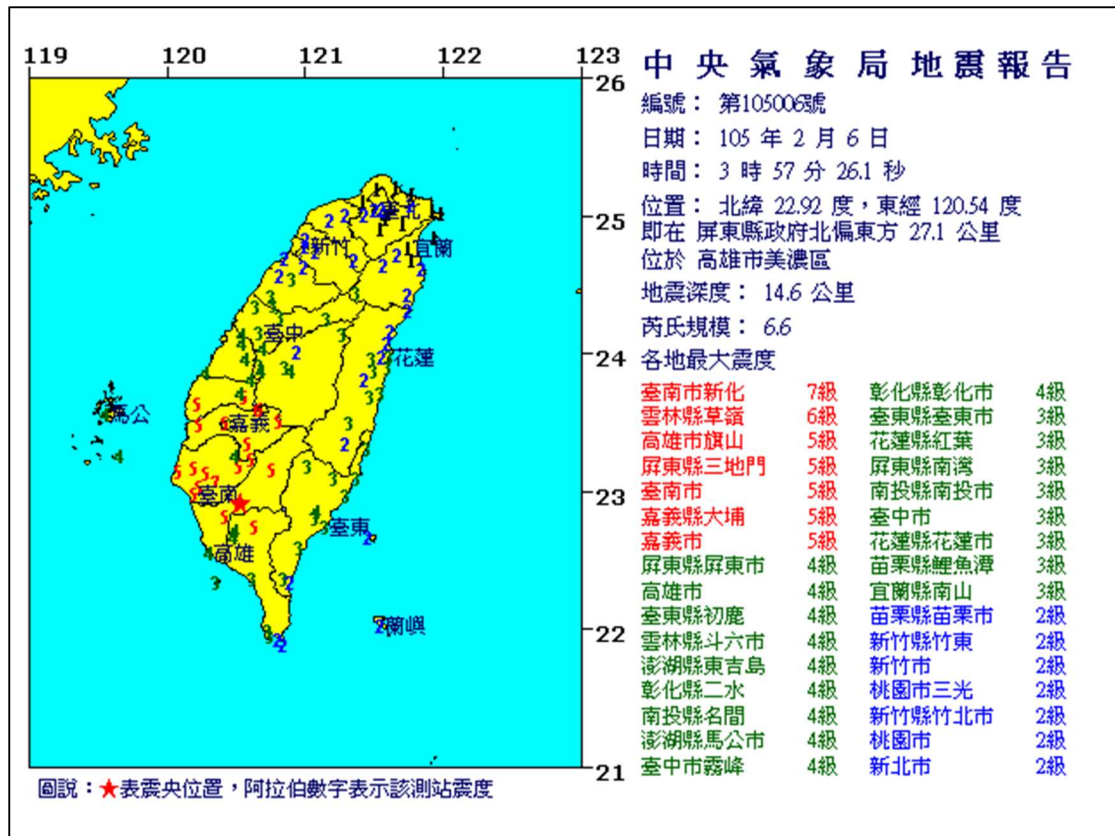 119 120 121 122 123
26
25
24
23
22
21
臺北
新竹
宜蘭
臺中
花蓮
馬公
嘉義
臺南
臺東
高雄
蘭嶼
圖說：★表震央位置，阿拉伯數字表示該測站震度
中央氣象局地震報告
編號： 第105006號
日期： 105 年 2 月 6 日
時間： 3 時 57 分 26.1 秒
位置： 北緯 22.92 度，東經 120.54 度
即在 屏東縣政府北偏東方 27.1 公里
位於 高雄市美濃區
地震深度： 14.6 公里
芮氏規模： 6.6
各地最大震度
臺南市新化 7級 彰化縣彰化市 4級
雲林縣草嶺 6級 臺東縣臺東市 3級
高雄市旗山 5級 花蓮縣紅葉 3級
屏東縣三地門 5級 屏東縣南灣 3級
臺南市 5級 南投縣南投市 3級
嘉義縣大埔 5級 臺中市 3級
嘉義市 5級 花蓮縣花蓮市 3級
屏東縣屏東市 4級 苗栗縣鯉魚潭 3級
高雄市 4級 宜蘭縣南山 3級
臺東縣初鹿 4級 苗栗縣苗栗市 2級
雲林縣斗六市 4級 新竹縣竹東 2級
澎湖縣東吉島 4級 新竹市 2級
彰化縣二水 4級 桃園市三光 2級
南投縣名間 4級 新竹縣竹北市 2級
澎湖縣馬公市 4級 桃園市 2級
臺中市霧峰 4級 新北市 2級